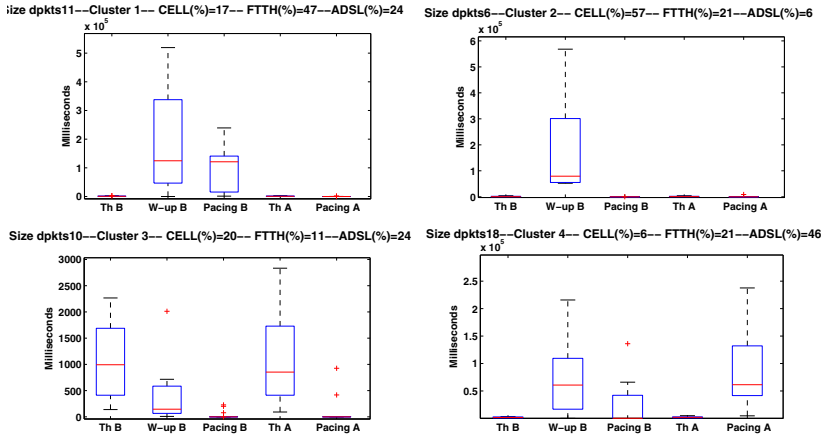 Size dpkts11−−Cluster 1−− CELL(%)=17−− FTTH(%)=47−−ADSL(%)=24
x 10^5
5
4
3
2
1
0
Milliseconds
Th B W−up B Pacing B Th A Pacing A
Size dpkts6−−Cluster 2−− CELL(%)=57−− FTTH(%)=21−−ADSL(%)=6
x 10^5
6
5
4
3
2
1
0
Milliseconds
Th B W−up B Pacing B Th A Pacing A
Size dpkts10−−Cluster 3−− CELL(%)=20−− FTTH(%)=11−−ADSL(%)=24
3000
2500
2000
1500
1000
500
0
Milliseconds
Th B W−up B Pacing B Th A Pacing A
Size dpkts18−−Cluster 4−− CELL(%)=6−− FTTH(%)=21−−ADSL(%)=46
x 10^5
2.5
2
1.5
1
0.5
Milliseconds
Th B W−up B Pacing B Th A Pacing A